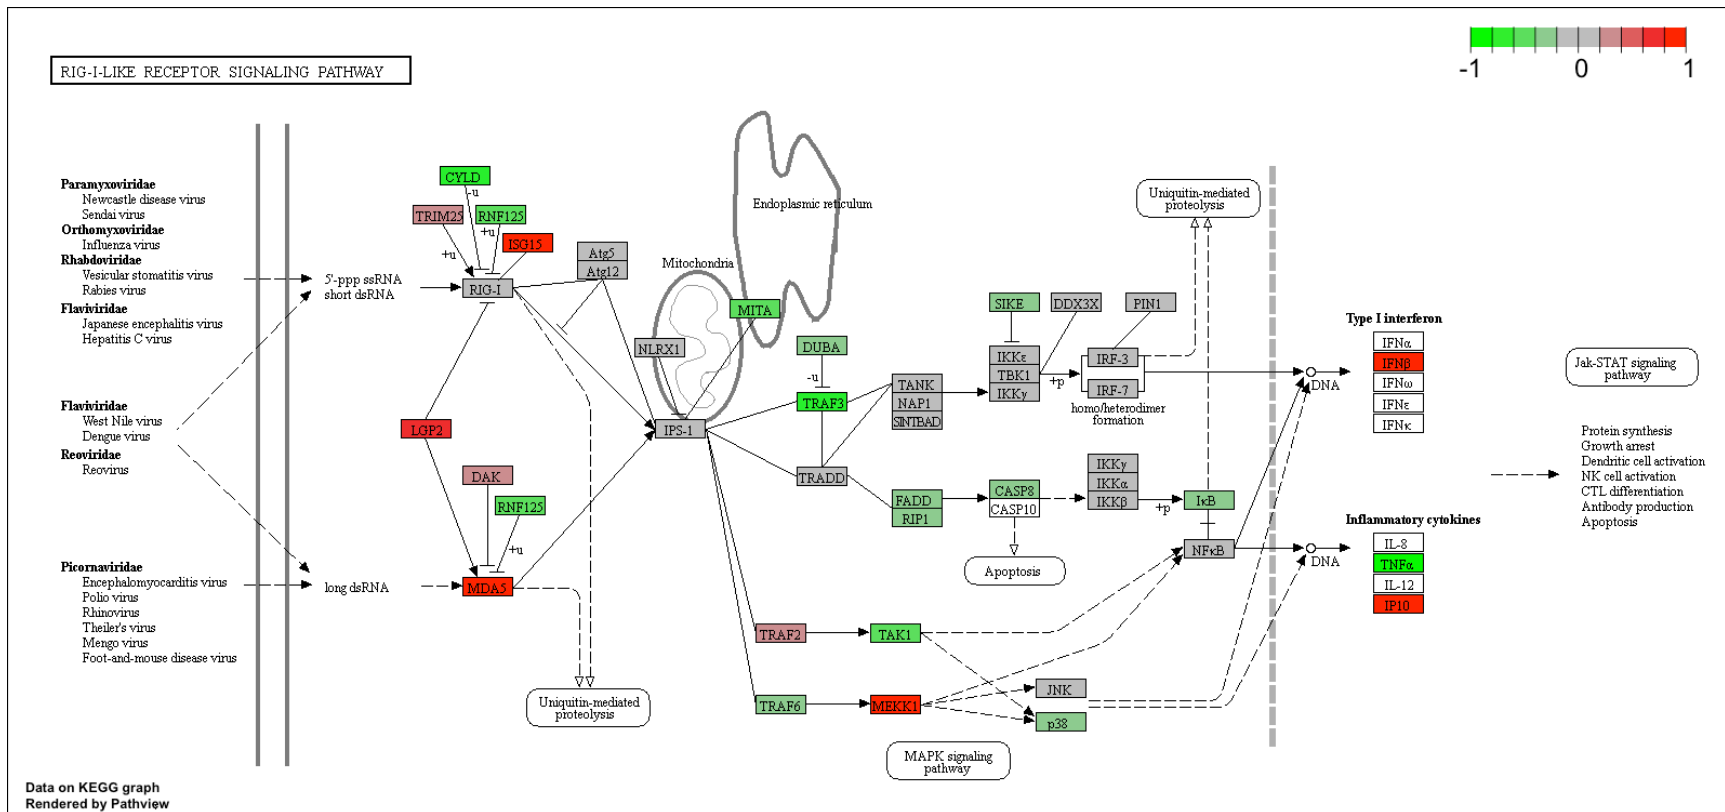 -1 0 1
RIG-I-LIKE RECEPTOR SIGNALING PATHWAY
Paramyxoviridae
Newcastle disease virus
Sendai virus
Orthomyxoviridae
Influenza virus
Rhabdoviridae
Vesicular stomatitis virus
Rabies virus
Flaviviridae
Japanese encephalitis virus
Hepatitis C virus
Flaviviridae
West Nile virus
Dengue virus
Reoviridae
Reovirus
Picornaviridae
Encephalomyocarditis virus
Polio virus
Rhinovirus
Theiler's virus
Mengo virus
Foot-and-mouse disease virus
5'-ppp ssRNA
short dsRNA
long dsRNA
CYLD
-u
TRIM25
RNF125
+u
+u
ISG15
RIG-I
Atg5
Atg12
LGP2
DAK
RNF125
+u
MDA5
Uniquitin-mediated
proteolysis
Mitochondria
Endoplasmic reticulum
NLRX1
MITA
IPS-1
DUBA
-u
TRAF3
TRADD
TANK
NAP1
SINTBAD
FADD
RIP1
TRAF2
TAK1
TRAF6
MEKK1
SIKE
DDX3X
PIN1
IKKε
TBK1
IKKγ
+p
IRF-3
IRF-7
homo/heterodimer
formation
Uniquitin-mediated
proteolysis
CASP8
CASP10
Apoptosis
IKKγ
IKKα
IKKβ
+p
IκB
NFκB
JNK
p38
MAPK signaling
pathway
DNA
DNA
Type I interferon
IFNα
IFNβ
IFNω
IFNε
IFNκ
Inflammatory cytokines
IL-8
TNFα
IL-12
IP10
Jak-STAT signaling
pathway
Protein synthesis
Growth arrest
Dendritic cell activation
NK cell activation
CTL differentiation
Antibody production
Apoptosis
Data on KEGG graph
Rendered by Pathview